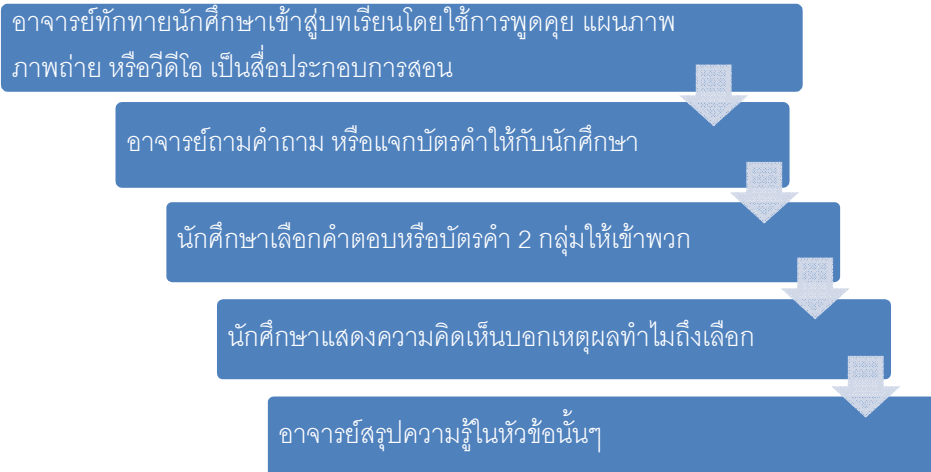 อาจารย์ทักทายนักศึกษาเข้าสู่บทเรียนโดยใช้การพูดคุย แผนภาพ
ภาพถ่าย หรือวีดีโอ เป็นสื่อประกอบการสอน
อาจารย์ถามคำถาม หรือแจกบัตรคำให้กับนักศึกษา
นักศึกษาเลือกคำตอบหรือบัตรคำ 2 กลุ่มให้เข้าพวก
นักศึกษาแสดงความคิดเห็นบอกเหตุผลทำไมถึงเลือก
อาจารย์สรุปความรู้ในหัวข้อนั้นๆ